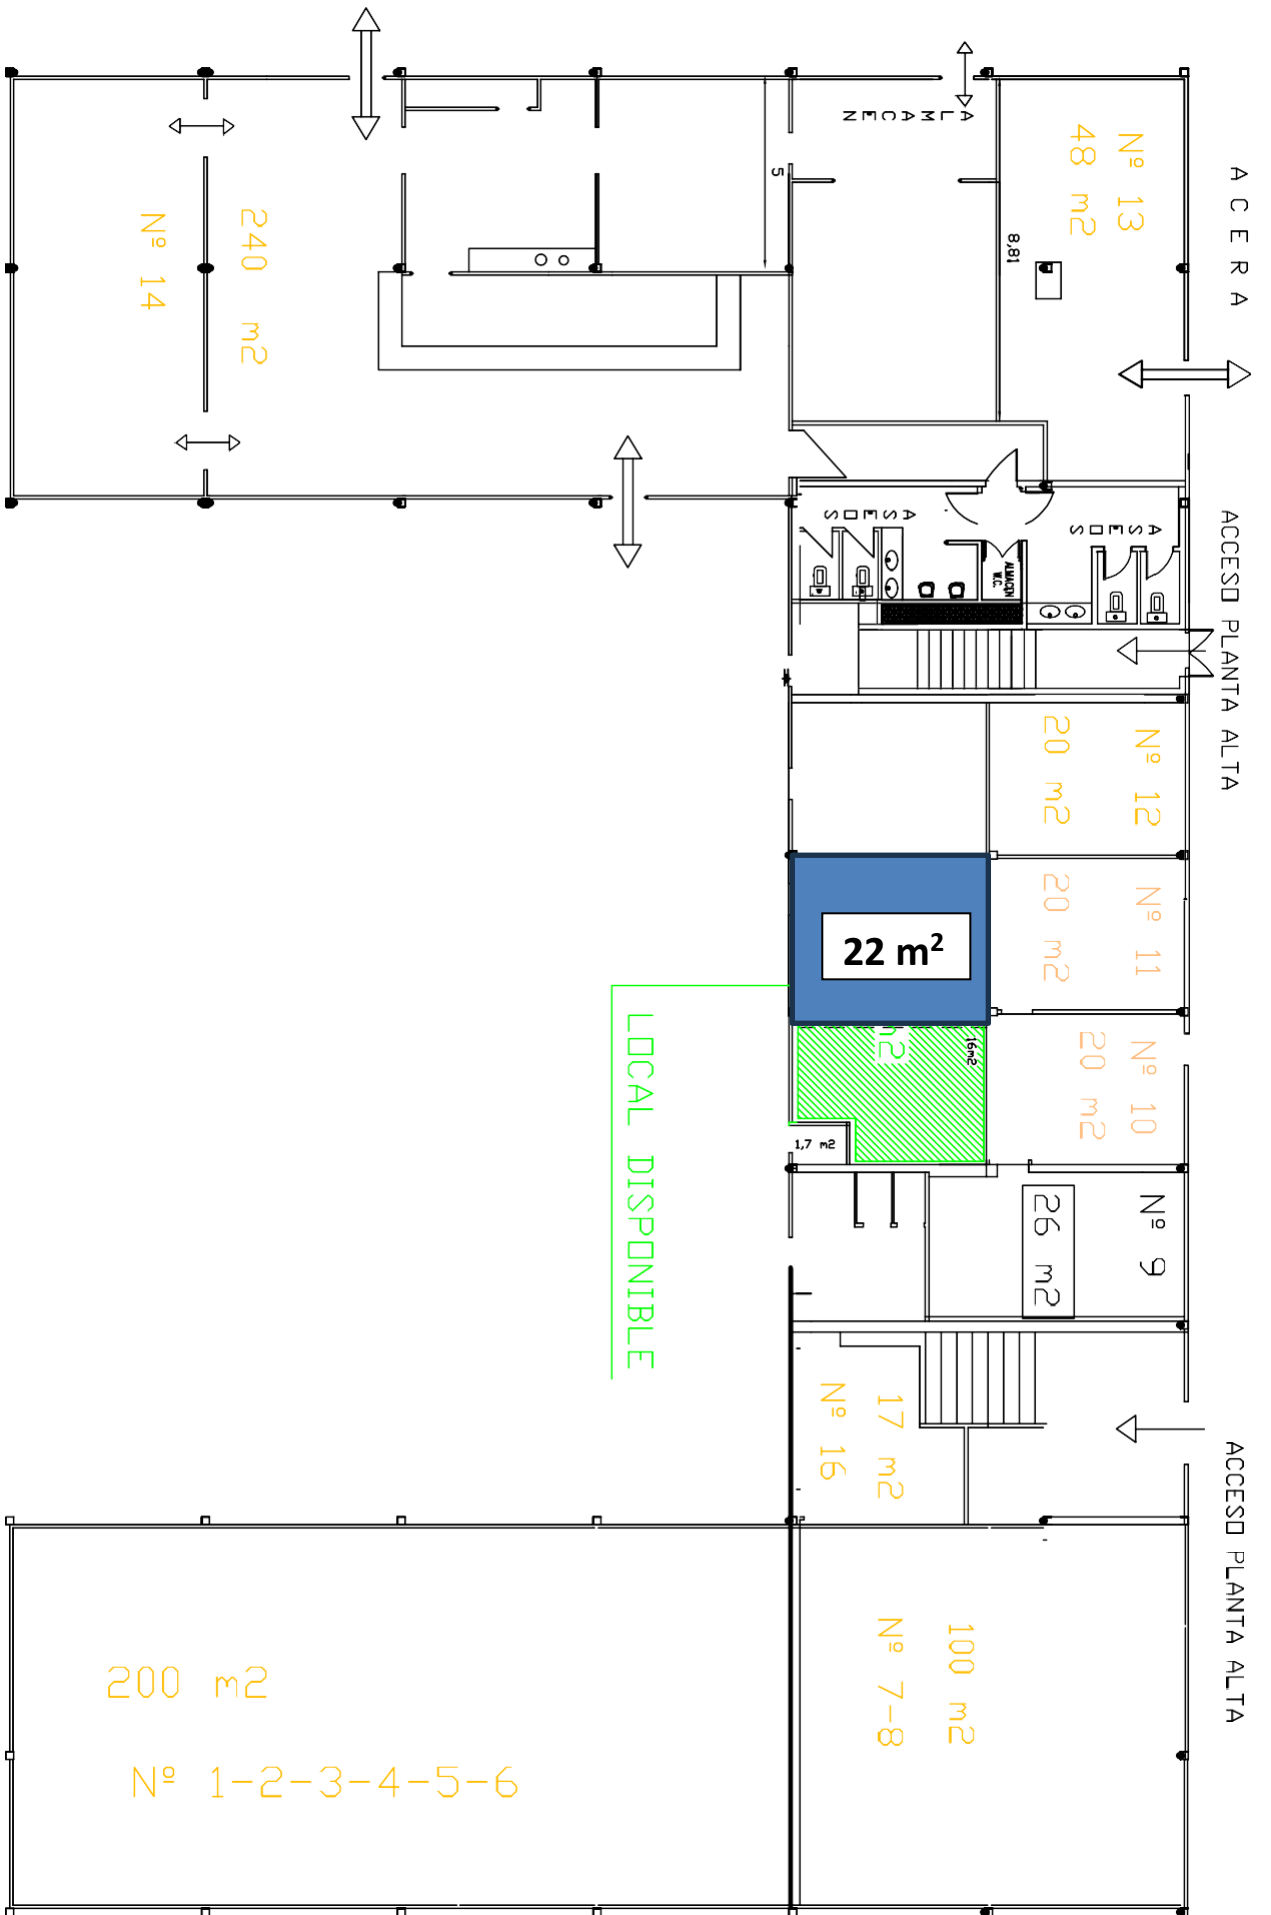 ACERA
ACCESO PLANTA ALTA
ACCESO PLANTA ALTA
Nº 13
48 m2
8,81
ALMACEN
5
240 m2
Nº 14
ASEOS
ASEOS
ALMACEN
W.C.
Nº 12
20 m2
Nº 11
20 m2
22 m²
Nº 10
20 m2
16m2
m2
1,7 m2
LOCAL DISPONIBLE
Nº 9
26 m2
17 m2
Nº 16
100 m2
Nº 7-8
200 m2
Nº 1-2-3-4-5-6